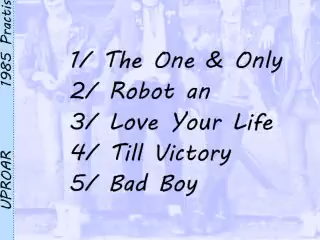 1/ The One & Only
2/ Robot an
3/ Love Your Life
4/ Till Victory
5/ Bad Boy
UPROAR 1985 Practis